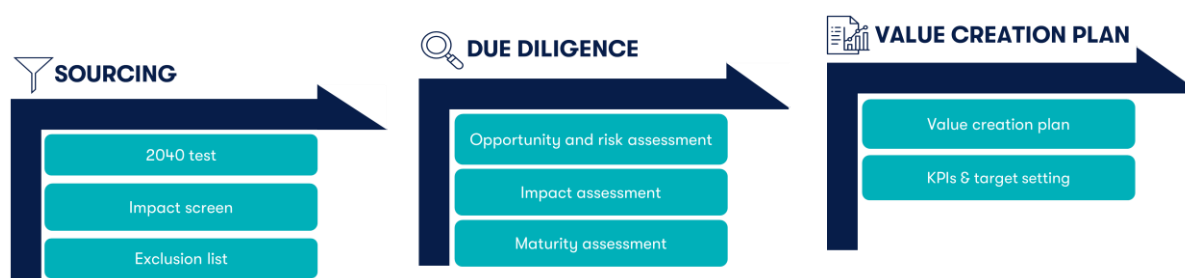 SOURCING
2040 test
Impact screen
Exclusion list
DUE DILIGENCE
Opportunity and risk assessment
Impact assessment
Maturity assessment
VALUE CREATION PLAN
Value creation plan
KPIs & target setting